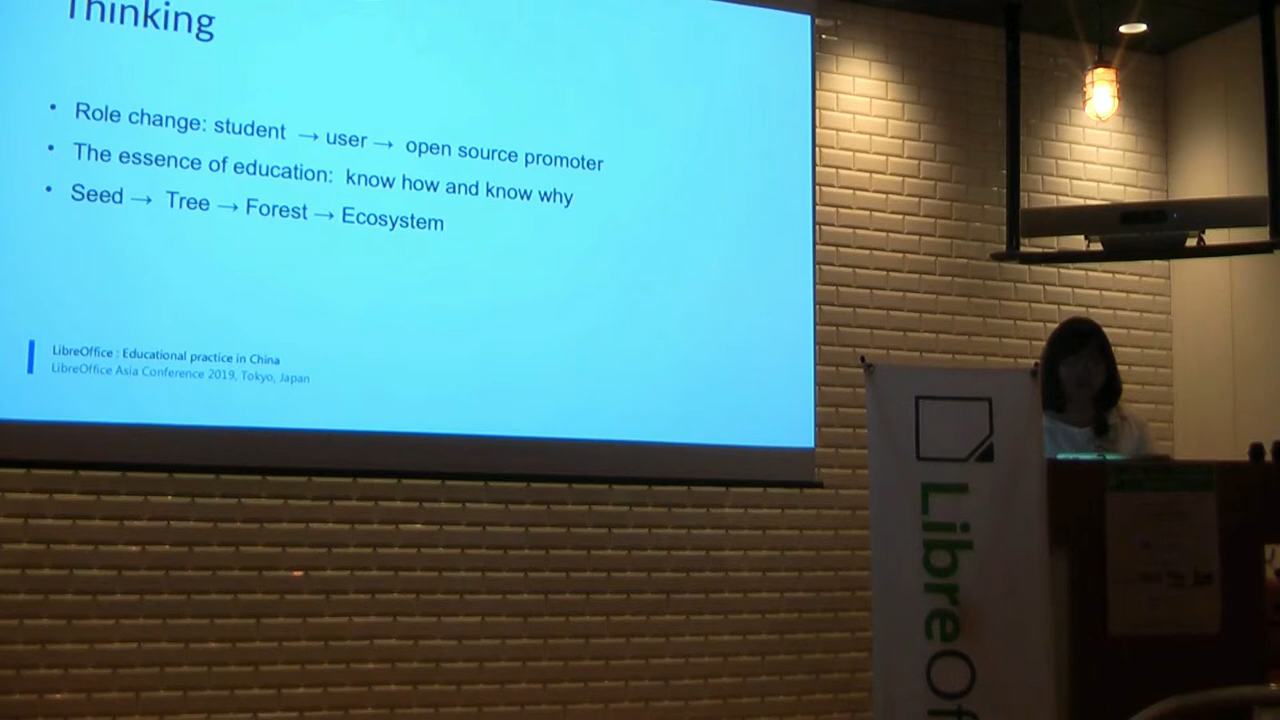 Thinking
• Role change: student → user → open source promoter
• The essence of education: know how and know why
• Seed → Tree → Forest → Ecosystem
LibreOffice : Educational practice in China
LibreOffice Asia Conference 2019, Tokyo, Japan
LibreOf